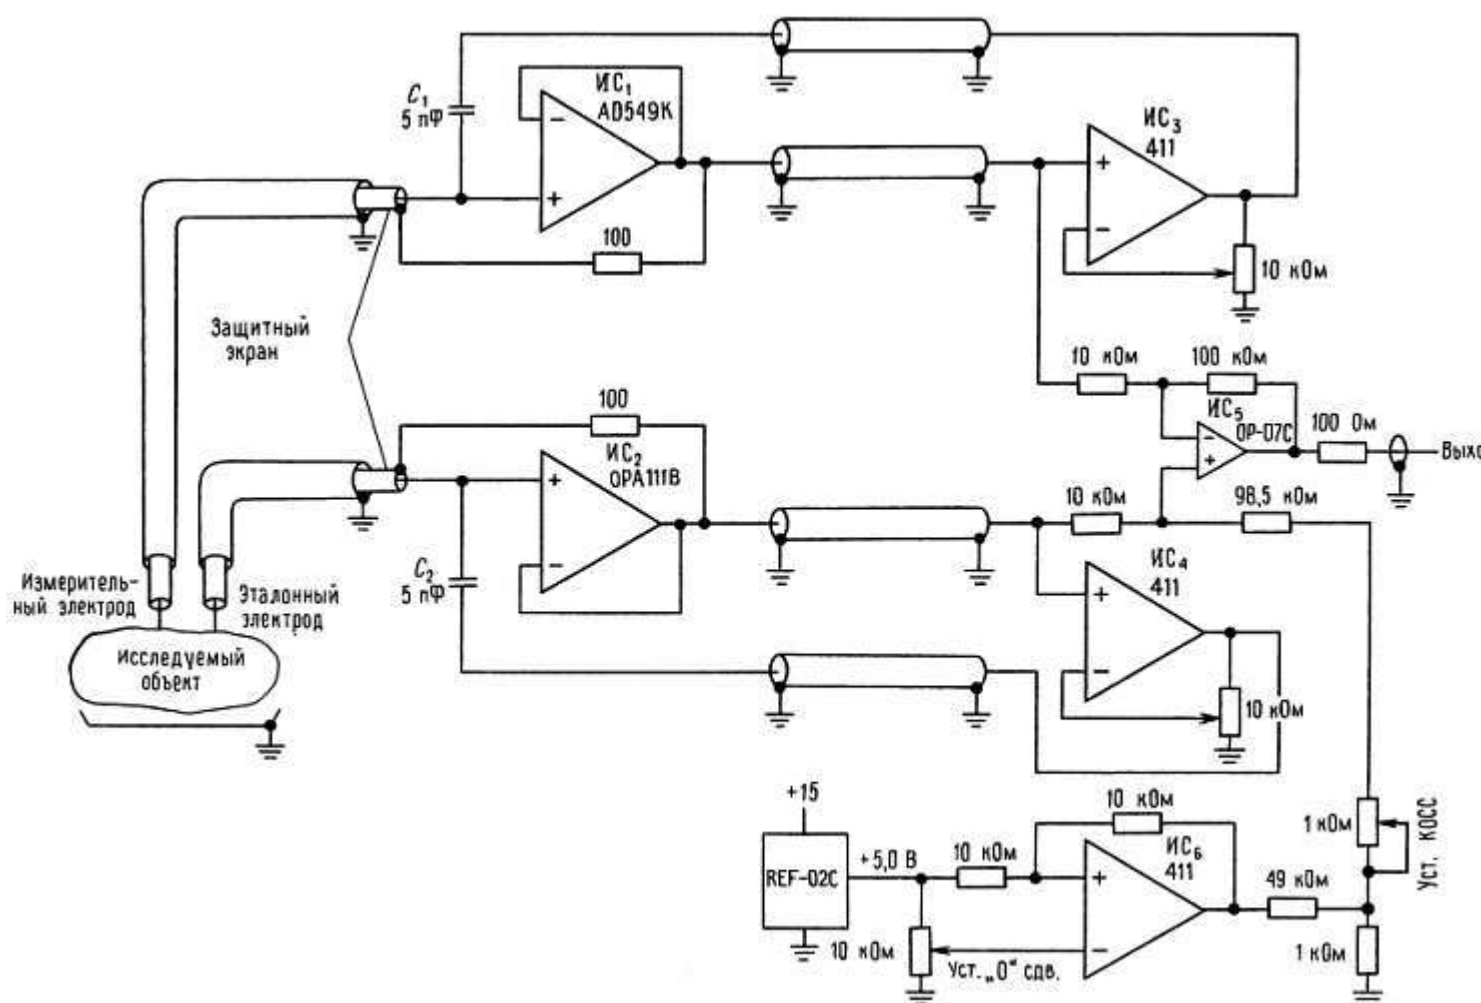 C₁
5 пФ
ИС₁
AD549K
ИС₃
411
100
10 кОм
Защитный
экран
10 кОм
100 кОм
ИС₅
OP-07C
100 Ом
Выхо
100
ИС₂
OPA111B
10 кОм
98,5 кОм
C₂
5 пФ
ИС₄
411
Измеритель-
ный электрод
Эталонный
электрод
Исследуемый
объект
10 кОм
+15
REF-02C
+5,0 В
10 кОм
10 кОм
ИС₆
411
49 кОм
1 кОм
Уст. КОСС
10 кОм
Уст. „0“ сдв.
1 кОм
+
−
+
−
+
−
−
+
+
−
+
−